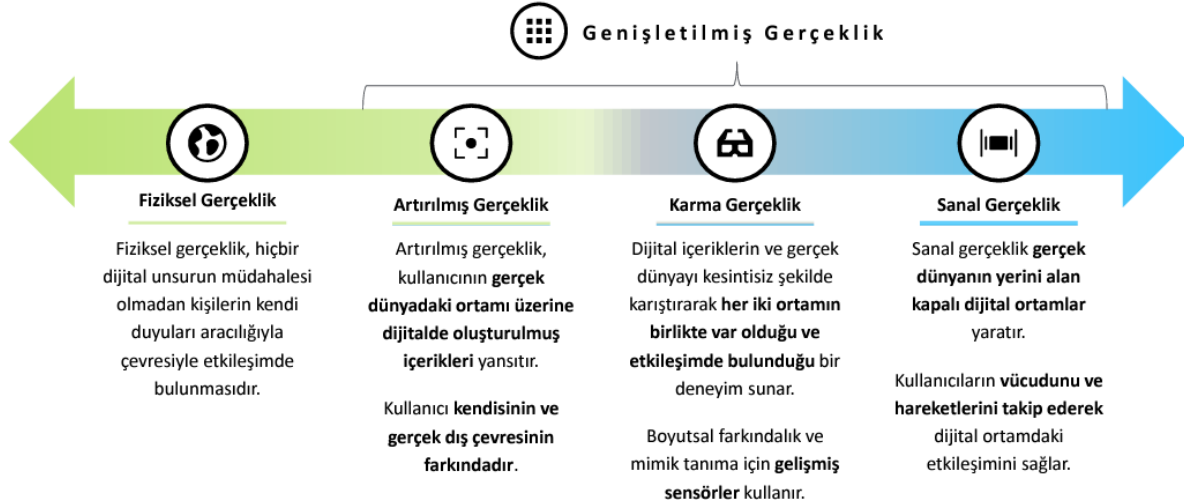 Genişletilmiş Gerçeklik
Fiziksel Gerçeklik
Fiziksel gerçeklik, hiçbir
dijital unsurun müdahalesi
olmadan kişilerin kendi
duyuları aracılığıyla
çevresiyle etkileşimde
bulunmasıdır.
Artırılmış Gerçeklik
Artırılmış gerçeklik,
kullanıcının gerçek
dünyadaki ortamı üzerine
dijitalde oluşturulmuş
içerikleri yansıtır.
Kullanıcı kendisinin ve
gerçek dış çevresinin
farkındadır.
Karma Gerçeklik
Dijital içeriklerin ve gerçek
dünyayı kesintisiz şekilde
karıştırarak her iki ortamın
birlikte var olduğu ve
etkileşimde bulunduğu bir
deneyim sunar.
Boyutsal farkındalık ve
mimik tanıma için gelişmiş
sensörler kullanır.
Sanal Gerçeklik
Sanal gerçeklik gerçek
dünyanın yerini alan
kapalı dijital ortamlar
yaratır.
Kullanıcıların vücudunu ve
hareketlerini takip ederek
dijital ortamdaki
etkileşimini sağlar.